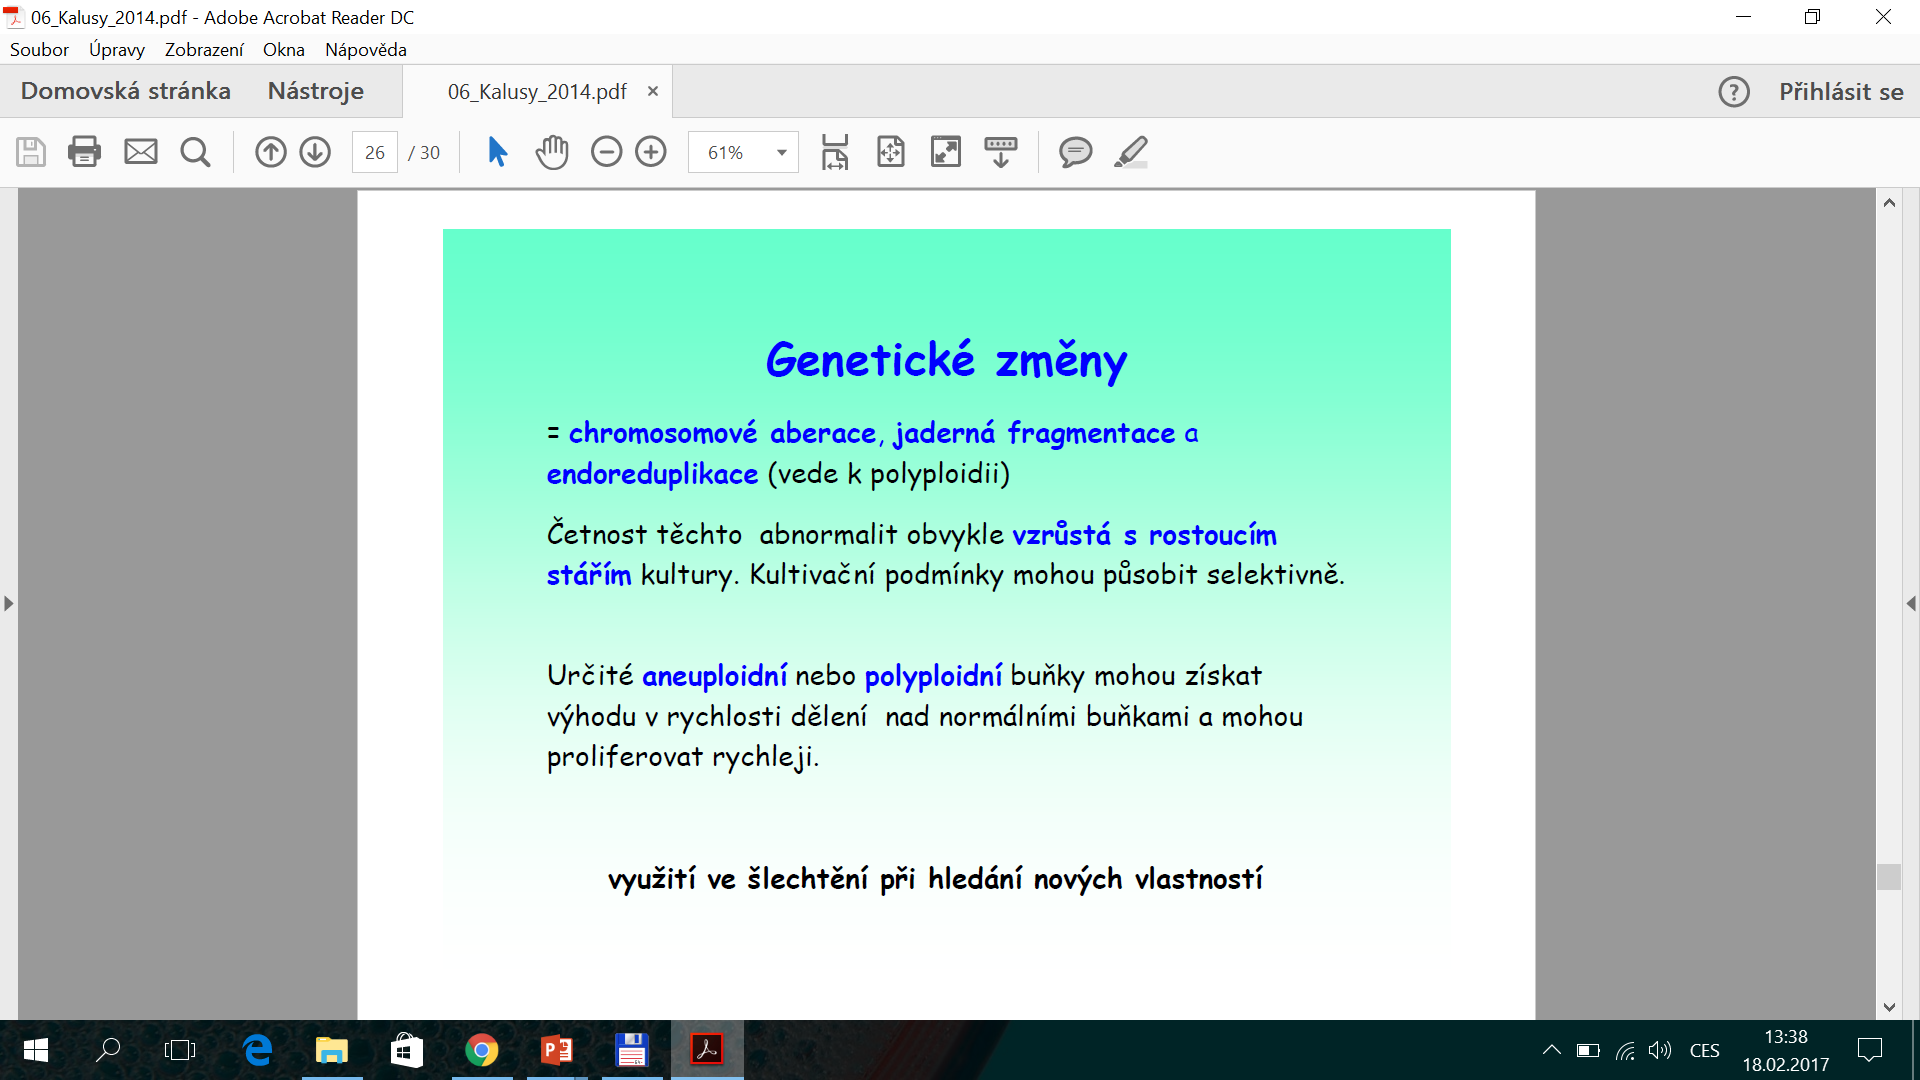 06_Kalusy_2014.pdf - Adobe Acrobat Reader DC
Soubor Úpravy Zobrazení Okna Nápověda
Domovská stránka Nástroje 06_Kalusy_2014.pdf × ? Přihlásit se
26 / 30 61%
Genetické změny
= chromosomové aberace, jaderná fragmentace a
endoreduplikace (vede k polyploidii)
Četnost těchto abnormalit obvykle vzrůstá s rostoucím
stářím kultury. Kultivační podmínky mohou působit selektivně.
Určité aneuploidní nebo polyploidní buňky mohou získat
výhodu v rychlosti dělení nad normálními buňkami a mohou
proliferovat rychleji.
využití ve šlechtění při hledání nových vlastností
CES 13:38
18.02.2017